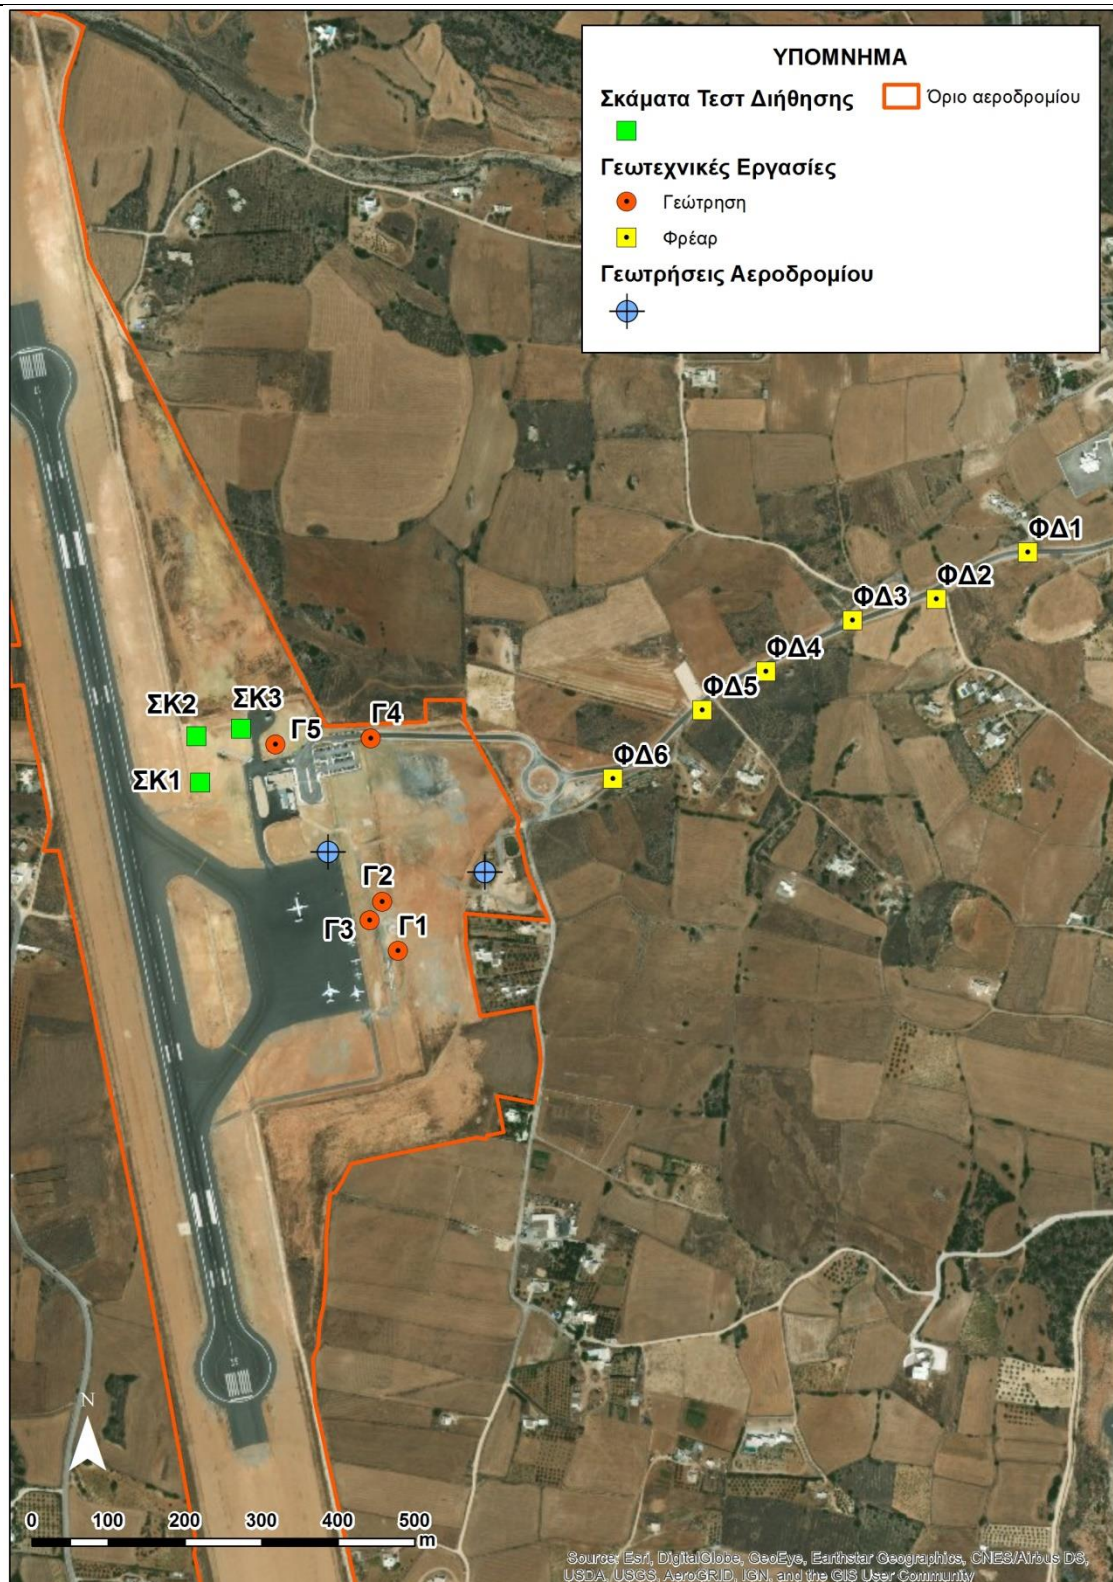 ΥΠΟΜΝΗΜΑ
Σκάματα Τεστ Διήθησης
Όριο αεροδρομίου
Γεωτεχνικές Εργασίες
Γεώτρηση
Φρέαρ
Γεωτρήσεις Αεροδρομίου
ΦΔ1
ΦΔ2
ΦΔ3
ΦΔ4
ΦΔ5
ΦΔ6
ΣΚ2
ΣΚ3
Γ5
Γ4
ΣΚ1
Γ2
Γ3
Γ1
N
0 100 200 300 400 500
m
Source: Esri, DigitalGlobe, GeoEye, Earthstar Geographics, CNES/Airbus DS,
USDA, USGS, AeroGRID, IGN, and the GIS User Community